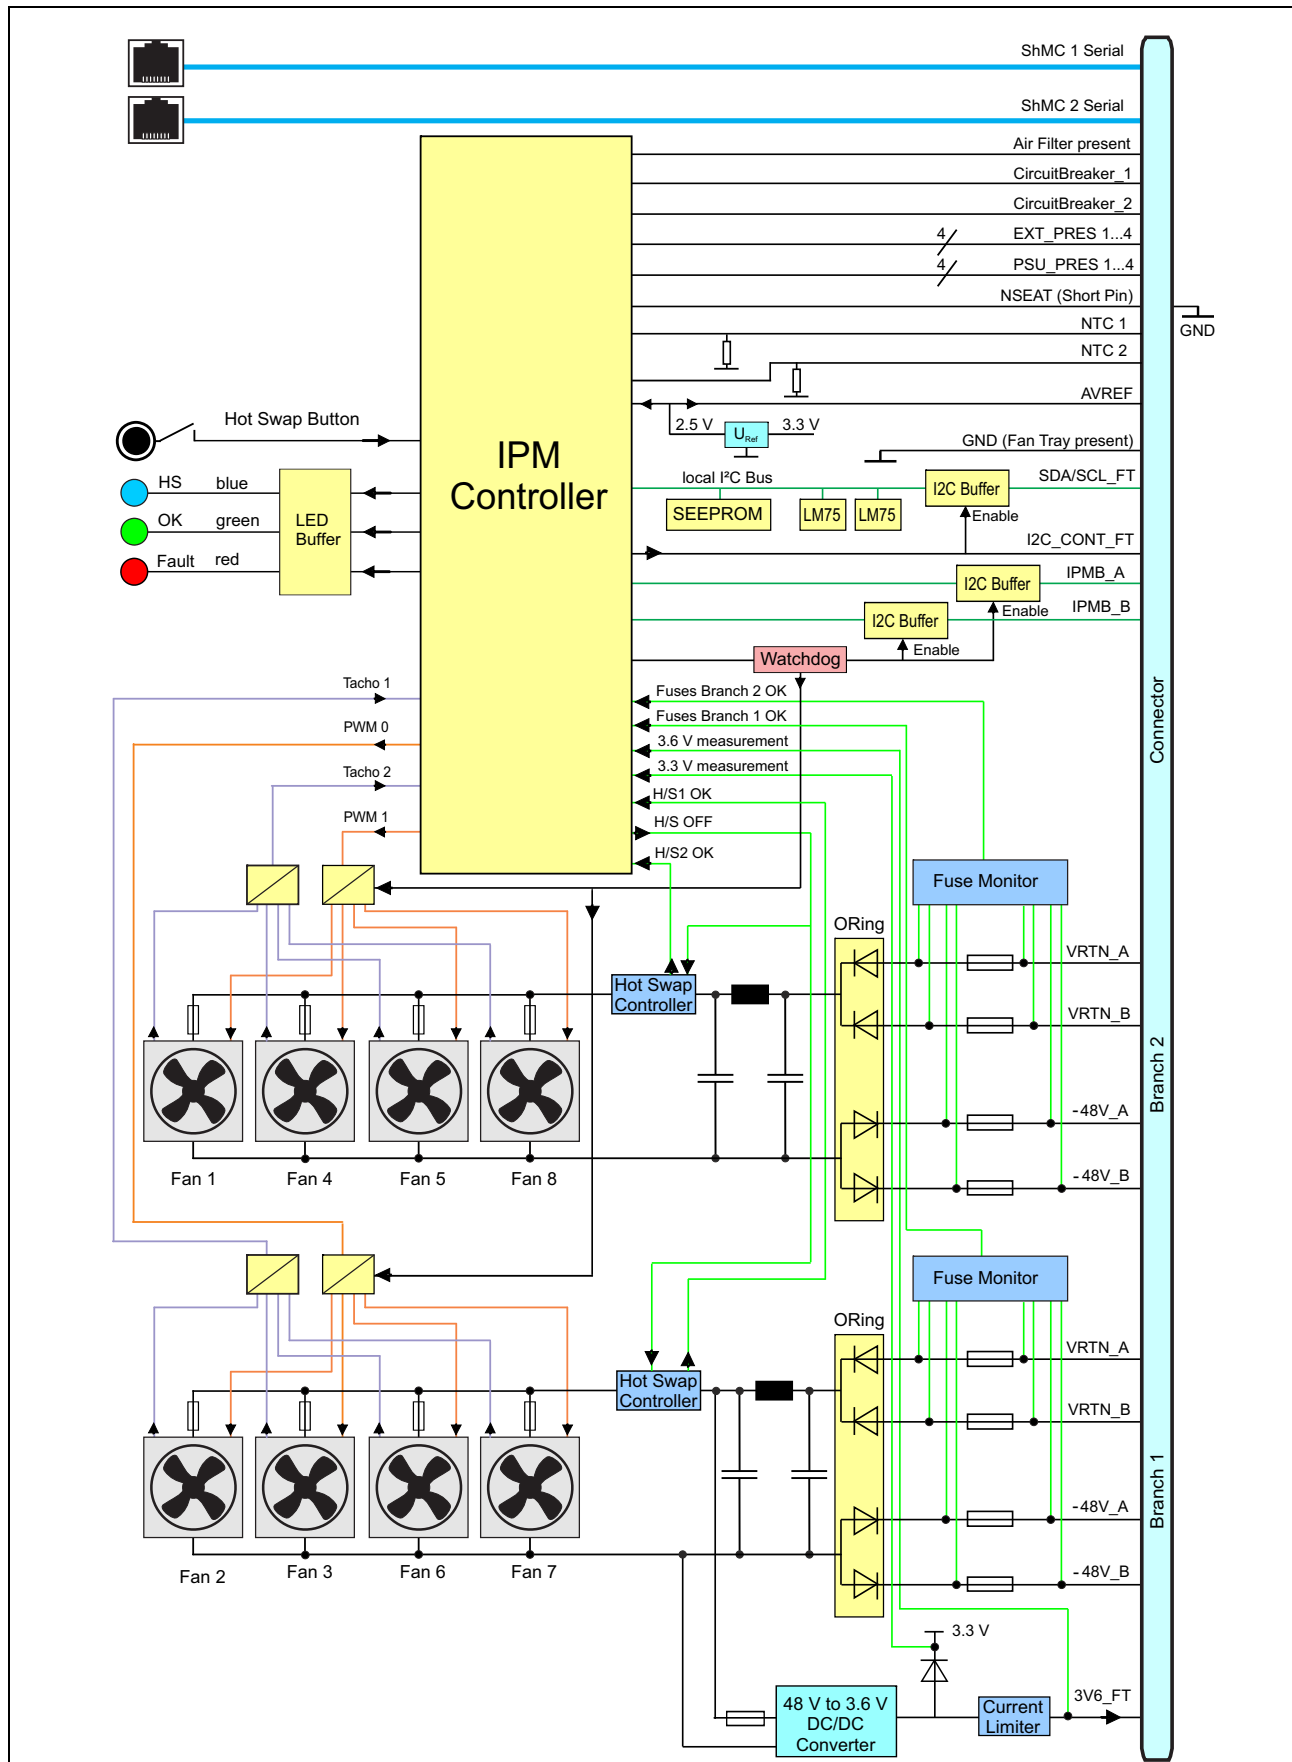 ShMC 1 Serial
ShMC 2 Serial
Air Filter present
CircuitBreaker_1
CircuitBreaker_2
4
EXT_PRES 1...4
4
PSU_PRES 1...4
NSEAT (Short Pin)
GND
NTC 1
NTC 2
AVREF
2.5 V
URef
3.3 V
Hot Swap Button
IPM
Controller
GND (Fan Tray present)
local I²C Bus
SDA/SCL_FT
I2C Buffer
SEEPROM
LM75
LM75
Enable
I2C_CONT_FT
HS
blue
OK
green
Fault
red
LED
Buffer
IPMB_A
I2C Buffer
Enable
IPMB_B
I2C Buffer
Enable
Watchdog
Tacho 1
PWM 0
Tacho 2
PWM 1
Fuses Branch 2 OK
Fuses Branch 1 OK
3.6 V measurement
3.3 V measurement
H/S1 OK
H/S OFF
H/S2 OK
Connector
Fuse Monitor
ORing
VRTN_A
Hot Swap
Controller
VRTN_B
Branch 2
-48V_A
-48V_B
Fan 1
Fan 4
Fan 5
Fan 8
Fuse Monitor
ORing
VRTN_A
Hot Swap
Controller
VRTN_B
Branch 1
-48V_A
-48V_B
Fan 2
Fan 3
Fan 6
Fan 7
3.3 V
48 V to 3.6 V
DC/DC
Converter
Current
Limiter
3V6_FT